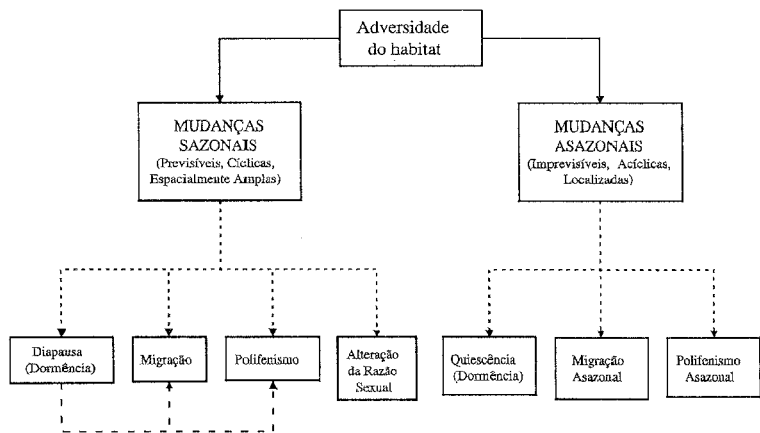 Adversidade
do habitat
MUDANÇAS
SAZONAIS
(Previsíveis, Cíclicas,
Espacialmente Amplas)
MUDANÇAS
ASAZONAIS
(Imprevisíveis, Acíclicas,
Localizadas)
Diapausa
(Dormência)
Migração
Polifenismo
Alteração
da Razão
Sexual
Quiescência
(Dormência)
Migração
Asazonal
Polifenismo
Asazonal